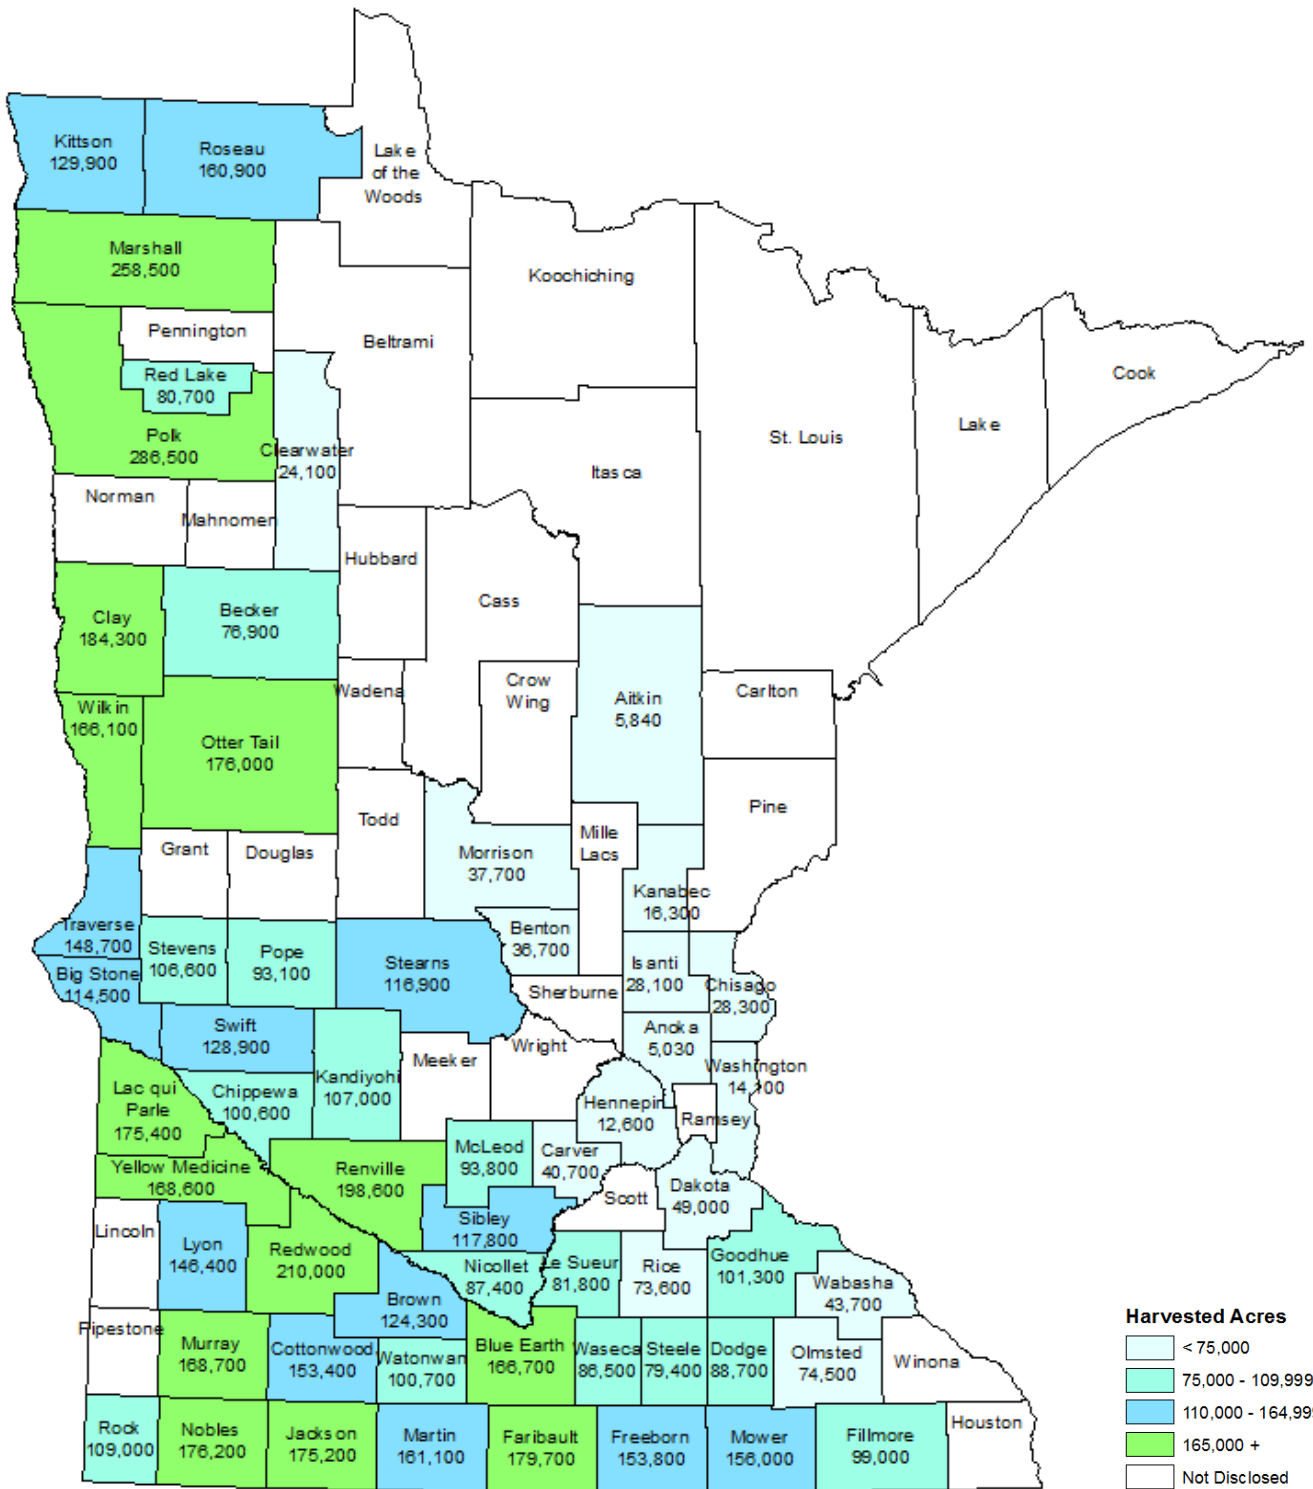 Kittson
129,900
Roseau
160,900
Lake
of the
Woods
Marshall
258,500
Koochiching
Pennington
Beltrami
Cook
Red Lake
80,700
Lake
St. Louis
Polk
286,500
Clearwater
24,100
Itasca
Norman
Mahnomen
Hubbard
Cass
Clay
184,300
Becker
76,900
Wadena
Crow
Wing
Aitkin
5,840
Carlton
Wilkin
166,100
Otter Tail
176,000
Pine
Todd
Mille
Lacs
Grant
Douglas
Morrison
37,700
Kanabec
16,300
Traverse
148,700
Stevens
106,600
Pope
93,100
Stearns
116,900
Benton
36,700
Isanti
28,100
Chisago
28,300
Big Stone
114,500
Sherburne
Swift
128,900
Anoka
5,030
Meeker
Wright
Washington
Kandiyohi
107,000
Lac qui
Parle
175,400
Chippewa
100,600
Hennepin
12,600
Ramsey
McLeod
93,800
Carver
40,700
Yellow Medicine
168,600
Renville
198,600
Scott
Dakota
49,000
Lincoln
Lyon
146,400
Redwood
210,000
Sibley
117,800
Nicollet
87,400
Le Sueur
81,800
Rice
73,600
Goodhue
101,300
Wabasha
43,700
Brown
124,300
Pipestone
Murray
168,700
Cottonwood
153,400
Watonwan
100,700
Blue Earth
166,700
Waseca
86,500
Steele
79,400
Dodge
88,700
Olmsted
74,500
Winona
Rock
109,000
Nobles
176,200
Jackson
175,200
Martin
161,100
Faribault
179,700
Freeborn
153,800
Mower
156,000
Fillmore
99,000
Houston
Harvested Acres
< 75,000
75,000 - 109,999
110,000 - 164,99
165,000 +
Not Disclosed